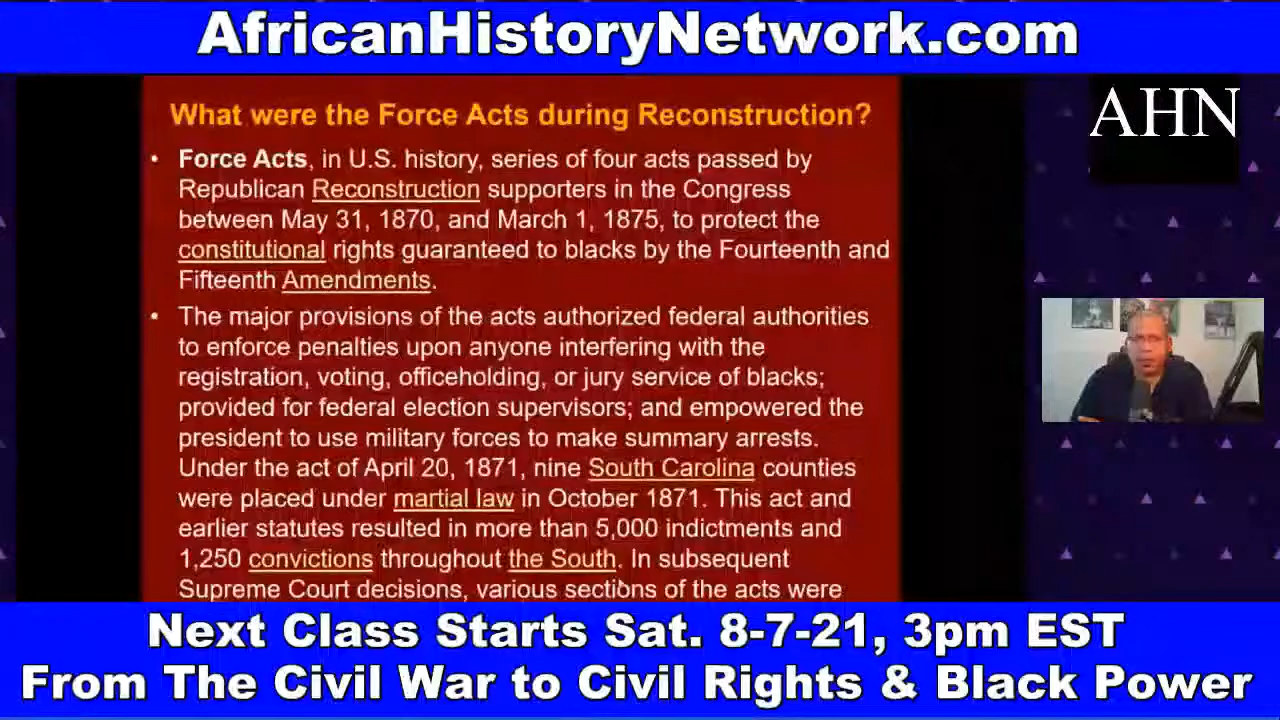 AfricanHistoryNetwork.com
AHN
What were the Force Acts during Reconstruction?
• Force Acts, in U.S. history, series of four acts passed by
Republican Reconstruction supporters in the Congress
between May 31, 1870, and March 1, 1875, to protect the
constitutional rights guaranteed to blacks by the Fourteenth and
Fifteenth Amendments.
• The major provisions of the acts authorized federal authorities
to enforce penalties upon anyone interfering with the
registration, voting, officeholding, or jury service of blacks;
provided for federal election supervisors; and empowered the
president to use military forces to make summary arrests.
Under the act of April 20, 1871, nine South Carolina counties
were placed under martial law in October 1871. This act and
earlier statutes resulted in more than 5,000 indictments and
1,250 convictions throughout the South. In subsequent
Supreme Court decisions, various sections of the acts were
Next Class Starts Sat. 8-7-21, 3pm EST
From The Civil War to Civil Rights & Black Power